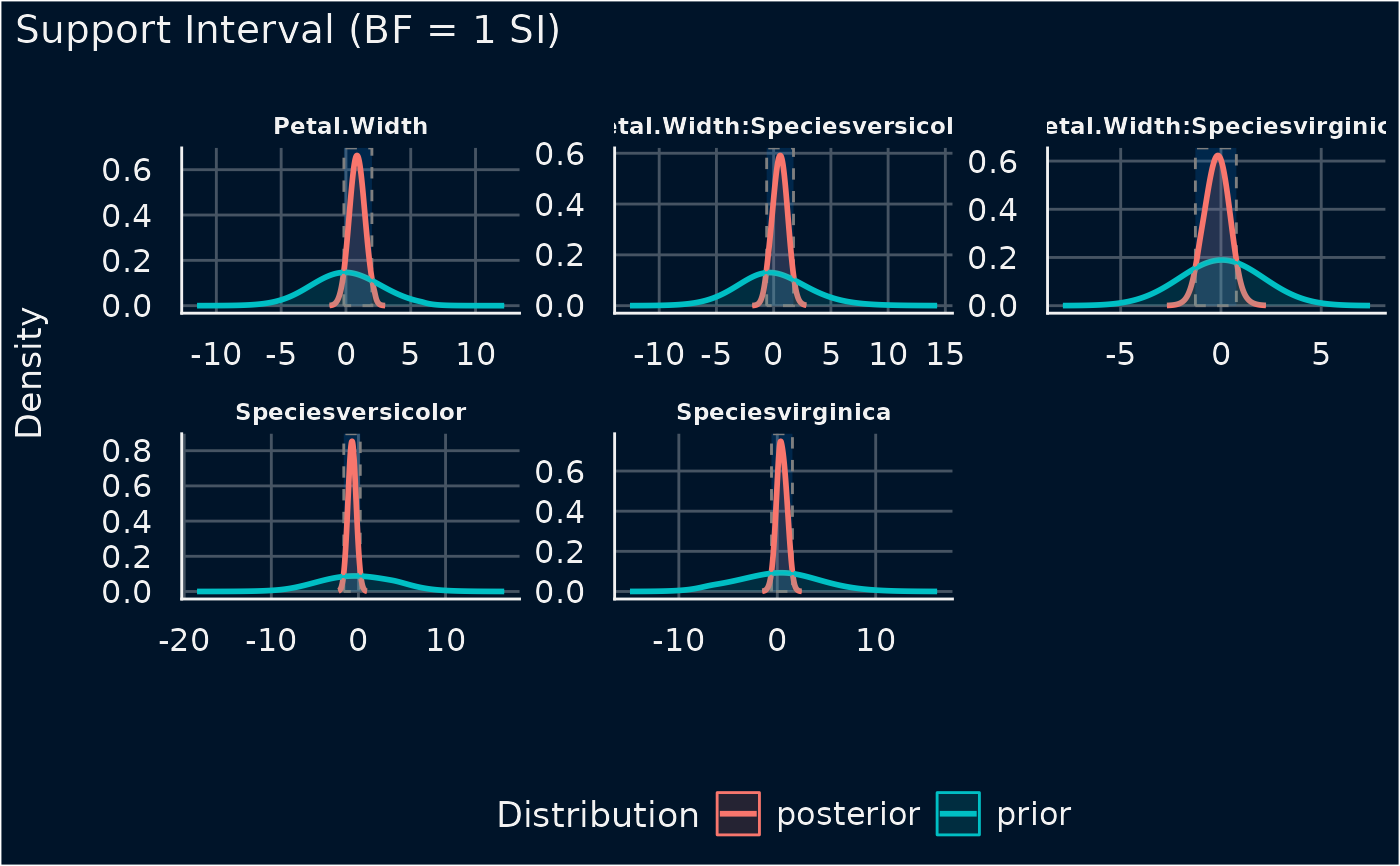 Support Interval (BF = 1 SI)
Density
Petal.Width
0.6
0.4
0.2
0.0
-10 -5 0 5 10
etal.Width:Speciesversicol
0.6
0.4
0.2
0.0
-10 -5 0 5 10 15
etal.Width:Speciesvirginic
0.6
0.4
0.2
0.0
-5 0 5
Speciesversicolor
0.8
0.6
0.4
0.2
0.0
-20 -10 0 10
Speciesvirginica
0.6
0.4
0.2
0.0
-10 0 10
Distribution posterior prior